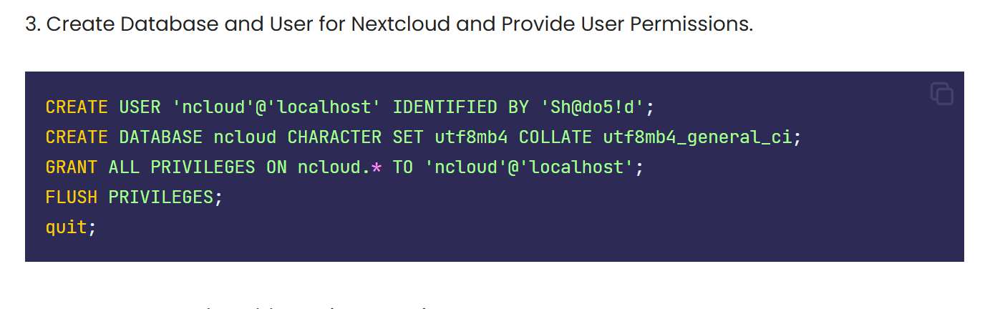 3. Create Database and User for Nextcloud and Provide User Permissions.
CREATE USER 'ncloud'@'localhost' IDENTIFIED BY 'Sh@do5!d';
CREATE DATABASE ncloud CHARACTER SET utf8mb4 COLLATE utf8mb4_general_ci;
GRANT ALL PRIVILEGES ON ncloud.* TO 'ncloud'@'localhost';
FLUSH PRIVILEGES;
quit;